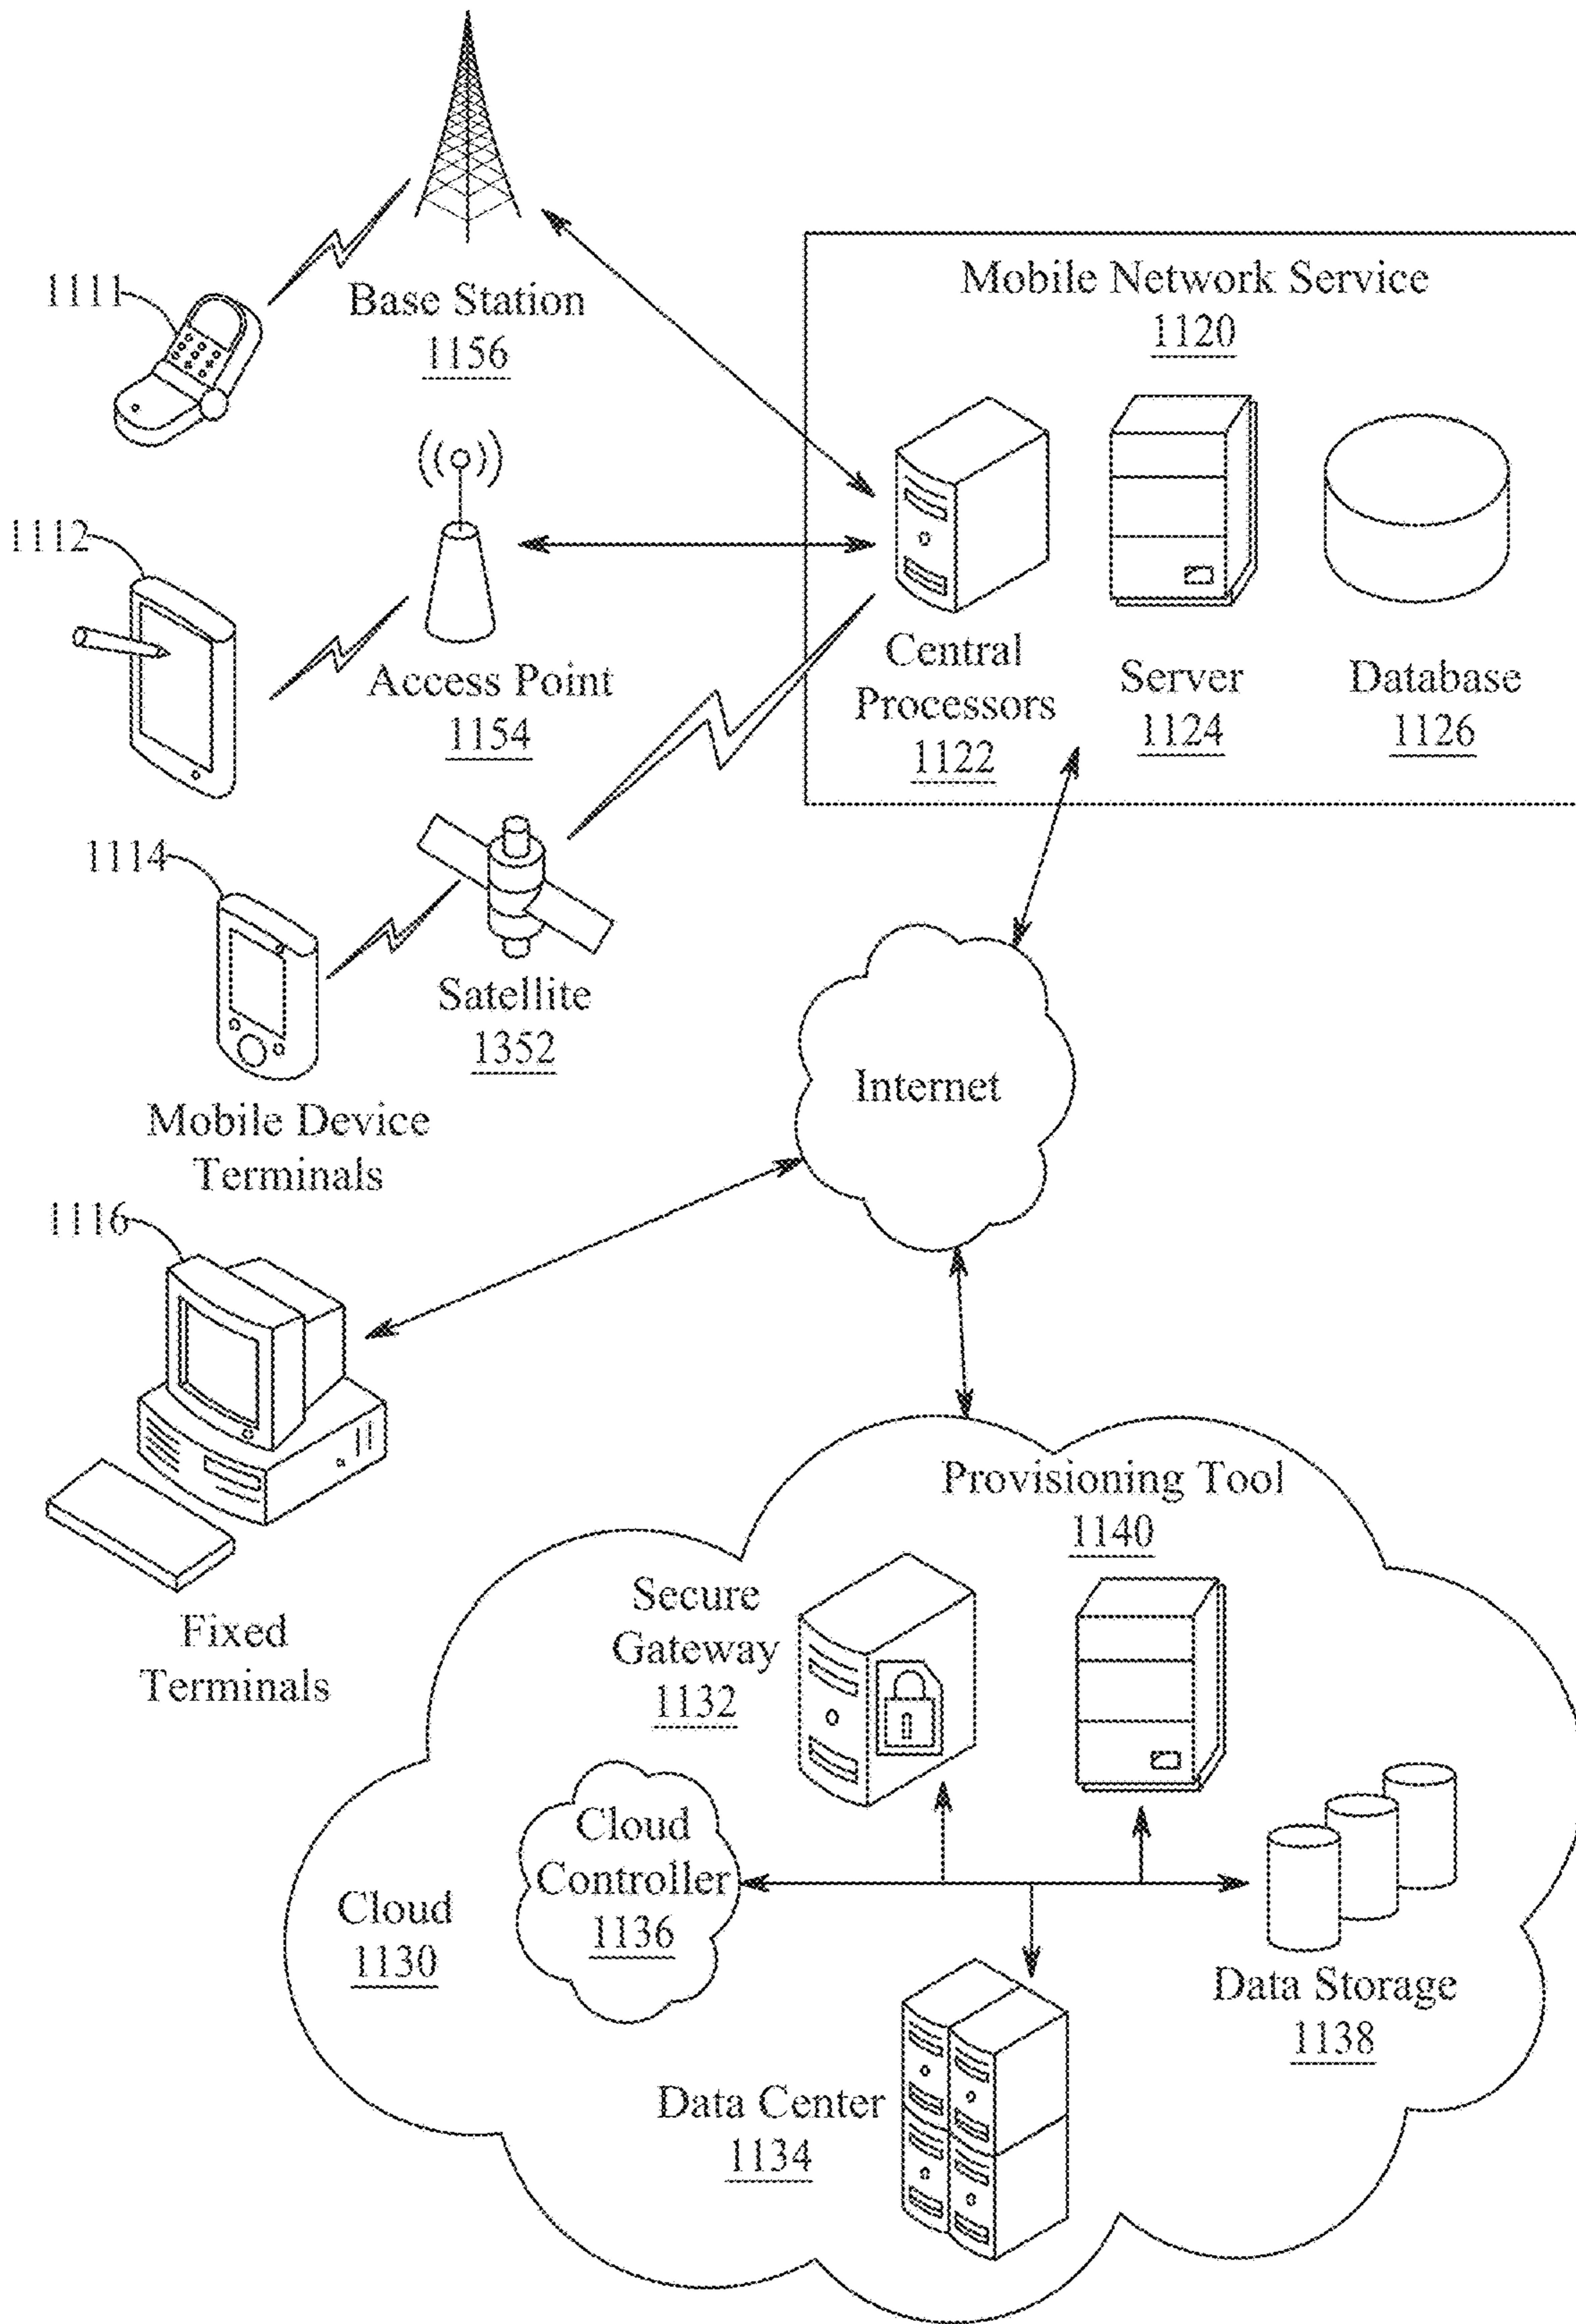 1111
Base Station
1156
Mobile Network Service
1120
1112
Access Point
1154
Central
Processors
1122
Server
1124
Database
1126
1114
Satellite
1352
Mobile Device
Terminals
Internet
1116
Fixed
Terminals
Provisioning Tool
1140
Secure
Gateway
1132
Cloud
Controller
1136
Cloud
1130
Data Storage
1138
Data Center
1134